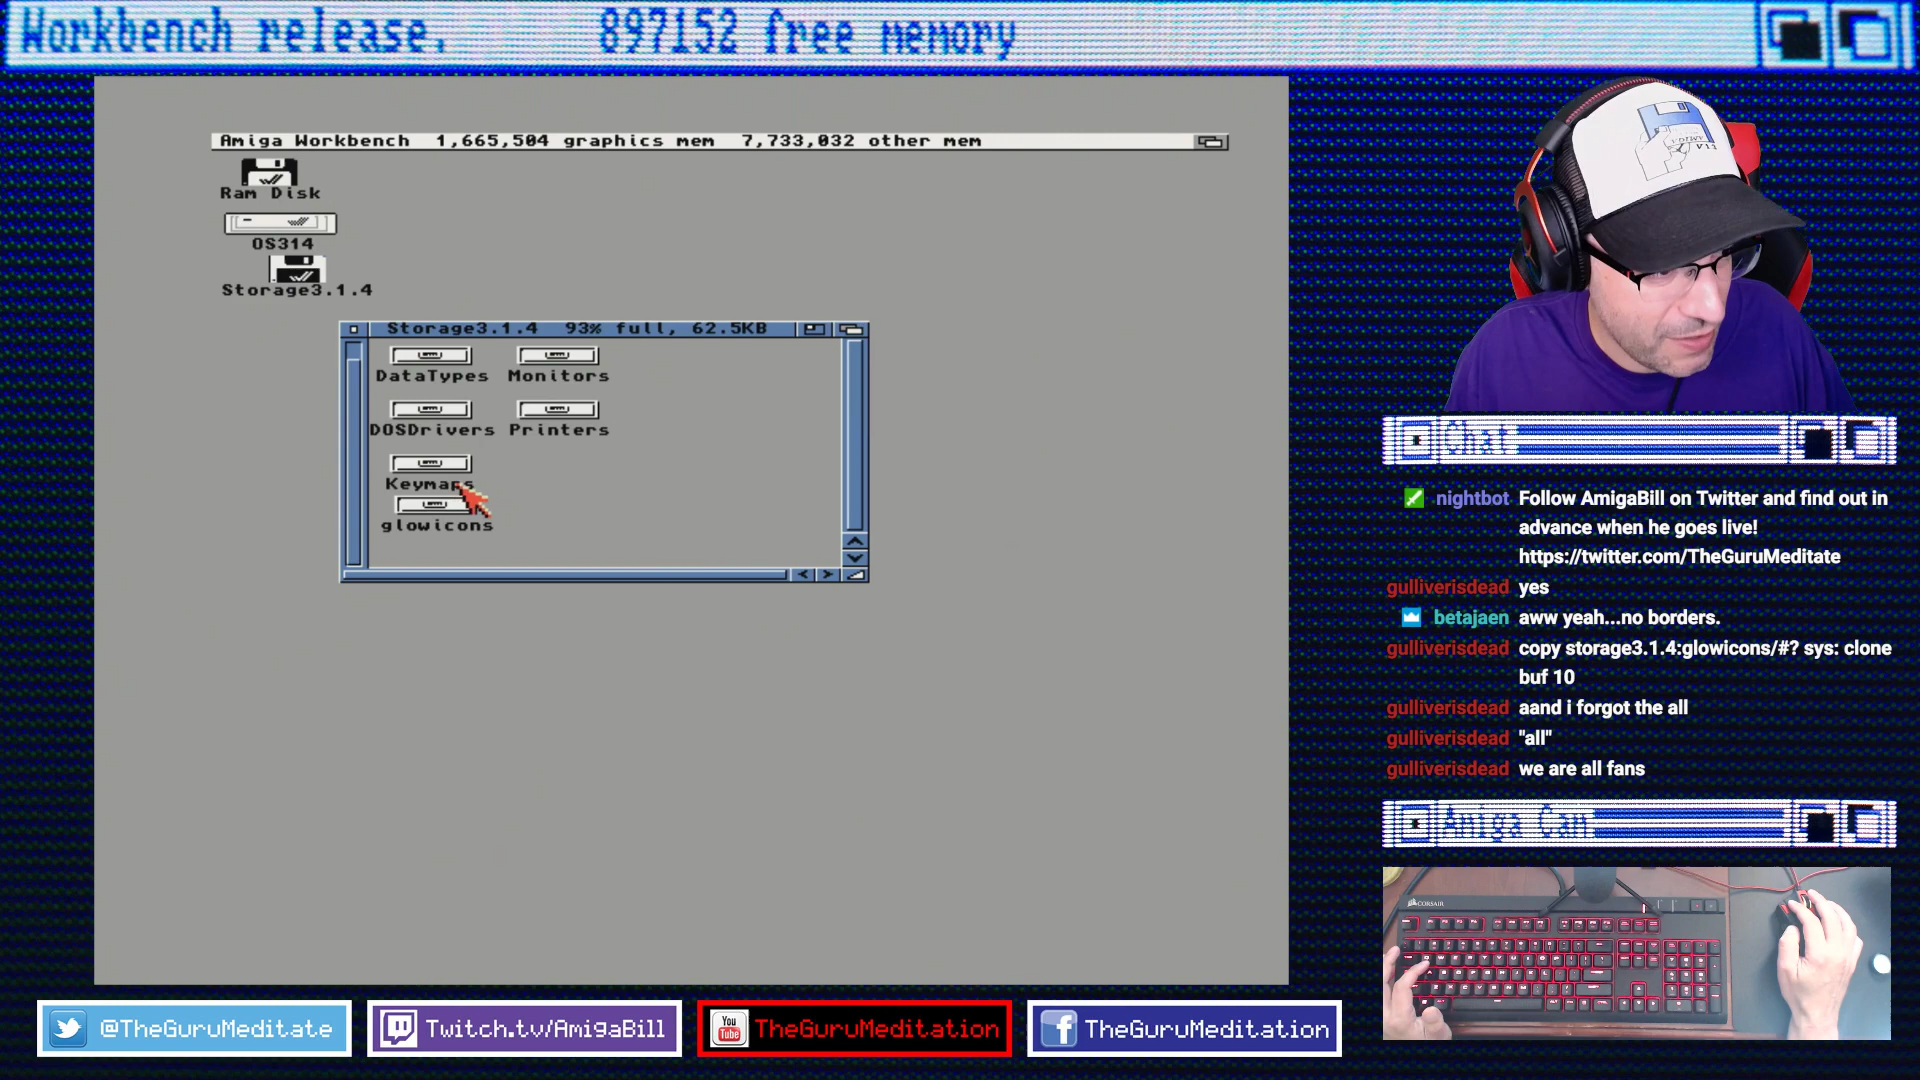 Workbench release.    897152 free memory
Amiga Workbench  1,665,504 graphics mem  7,733,032 other mem
Ram Disk
OS314
Storage3.1.4
Storage3.1.4  93% full, 62.5KB
DataTypes Monitors
DOSDrivers Printers
Keymaps
glowicons
Chat
nightbot Follow AmigaBill on Twitter and find out in
advance when he goes live!
https://twitter.com/TheGuruMeditate
gulliverisdead yes
betajaen aww yeah...no borders.
gulliverisdead copy storage3.1.4:glowicons/#? sys: clone
buf 10
gulliverisdead aand i forgot the all
gulliverisdead "all"
gulliverisdead we are all fans
Amiga Cam
CORSAIR
@TheGuruMeditate
Twitch.tv/AmigaBill
You
Tube
TheGuruMeditation
TheGuruMeditation